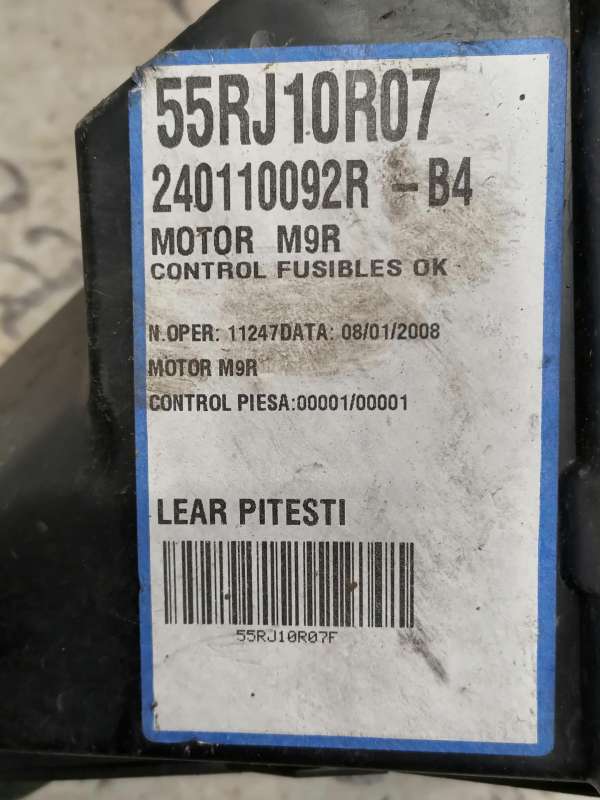 55RJ10R07
240110092R -B4
MOTOR M9R
CONTROL FUSIBLES OK
N.OPER: 11247DATA: 08/01/2008
MOTOR M9R
CONTROL PIESA:00001/00001
LEAR PITESTI
55RJ10R07F